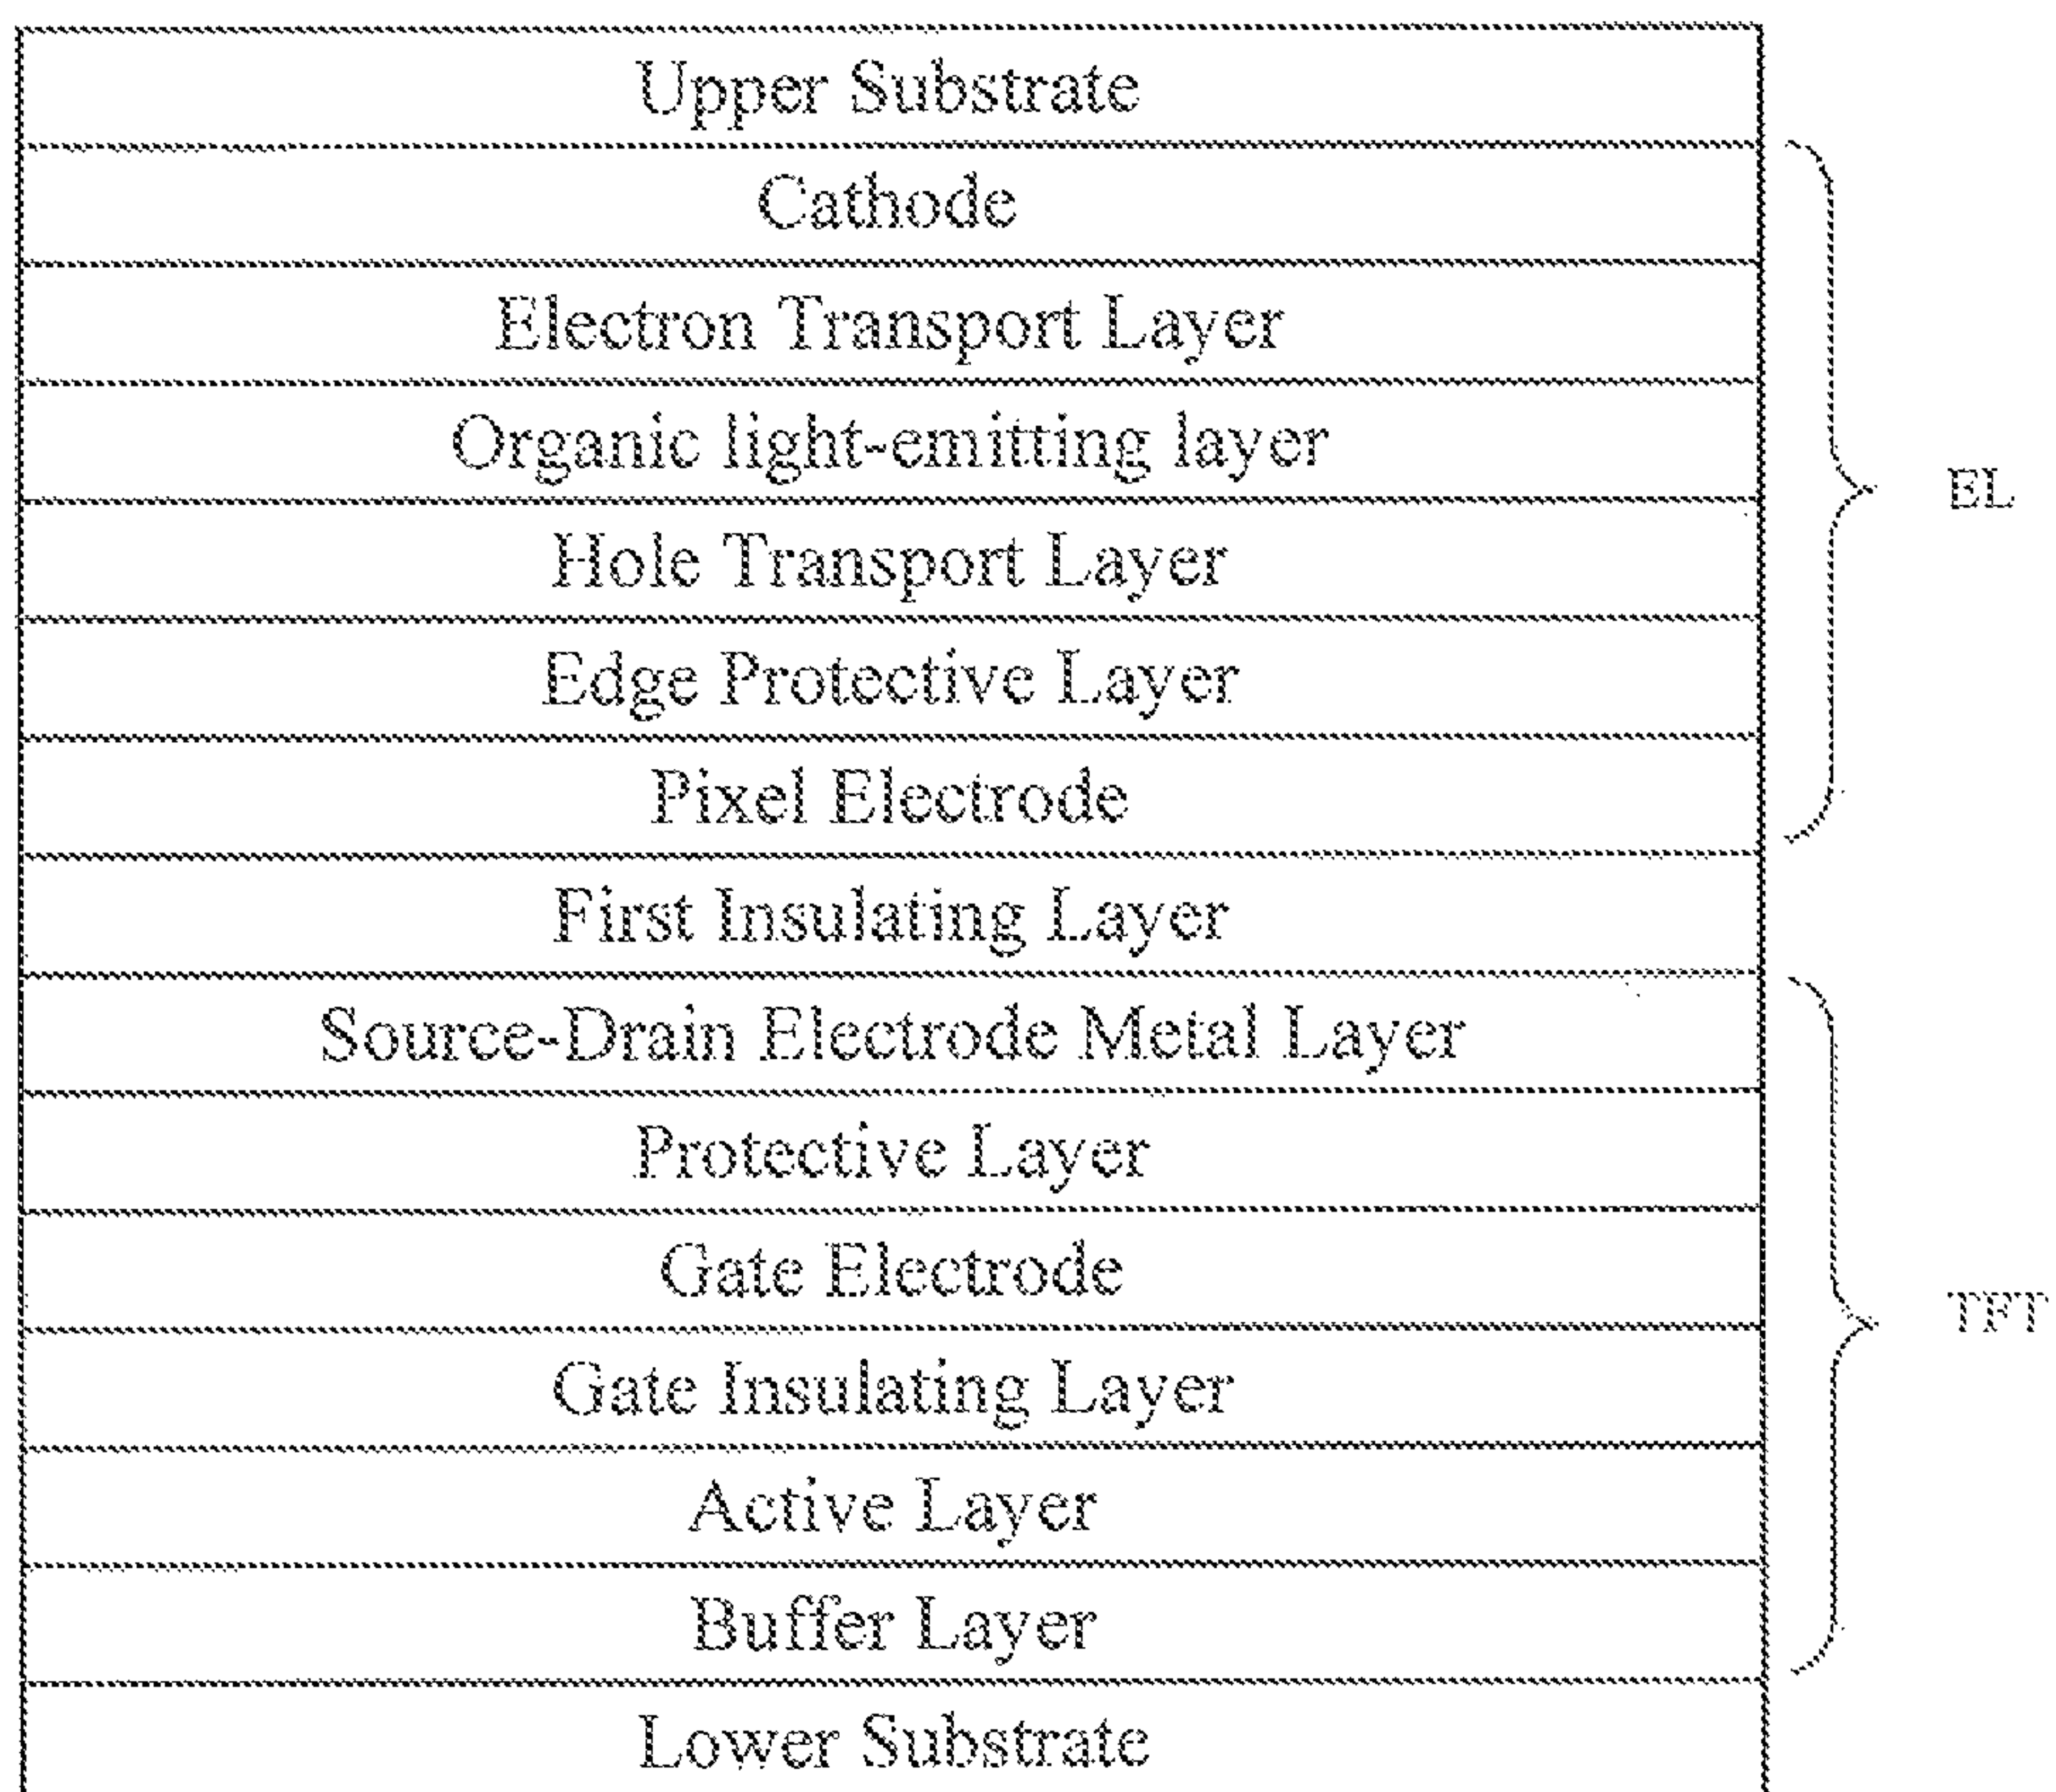 Upper Substrate
Cathode
Electron Transport Layer
Organic light-emitting layer
EL
Hole Transport Layer
Edge Protective Layer
Pixel Electrode
First Insulating Layer
Source-Drain Electrode Metal Layer
Protective Layer
Gate Electrode
TFT
Gate Insulating Layer
Active Layer
Buffer Layer
Lower Substrate